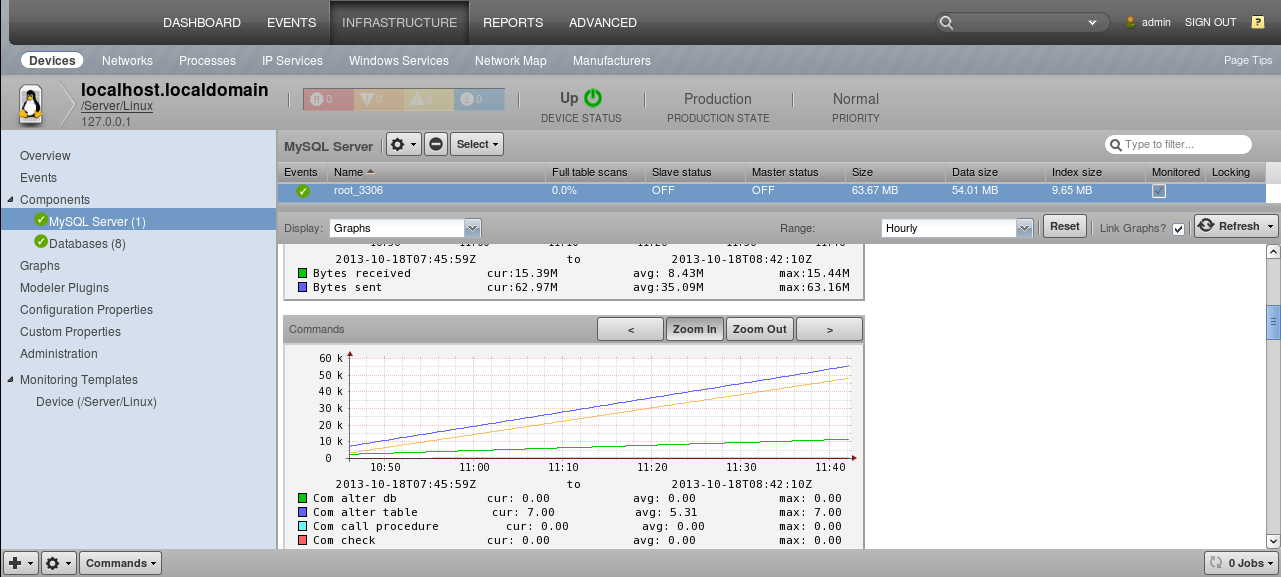 DASHBOARD EVENTS INFRASTRUCTURE REPORTS ADVANCED admin SIGN OUT ?
Devices Networks Processes IP Services Windows Services Network Map Manufacturers Page Tips
localhost.localdomain
/Server/Linux
127.0.0.1
0 0 0 0
Up
DEVICE STATUS
Production
PRODUCTION STATE
Normal
PRIORITY
Overview
Events
Components
MySQL Server (1)
Databases (8)
Graphs
Modeler Plugins
Configuration Properties
Custom Properties
Administration
Monitoring Templates
Device (/Server/Linux)
MySQL Server Select Type to filter...
Events Name Full table scans Slave status Master status Size Data size Index size Monitored Locking
root_3306 0.0% OFF OFF 63.67 MB 54.01 MB 9.65 MB
Display: Graphs Range: Hourly Reset Link Graphs? Refresh
2013-10-18T07:45:59Z to 2013-10-18T08:42:10Z
Bytes received cur:15.39M avg: 8.43M max:15.44M
Bytes sent cur:62.97M avg:35.09M max:63.16M
Commands < Zoom In Zoom Out >
60 k
50 k
40 k
30 k
20 k
10 k
0
10:50 11:00 11:10 11:20 11:30 11:40
2013-10-18T07:45:59Z to 2013-10-18T08:42:10Z
Com alter db cur: 0.00 avg: 0.00 max: 0.00
Com alter table cur: 7.00 avg: 5.31 max: 7.00
Com call procedure cur: 0.00 avg: 0.00 max: 0.00
Com check cur: 0.00 avg: 0.00 max: 0.00
Commands 0 Jobs